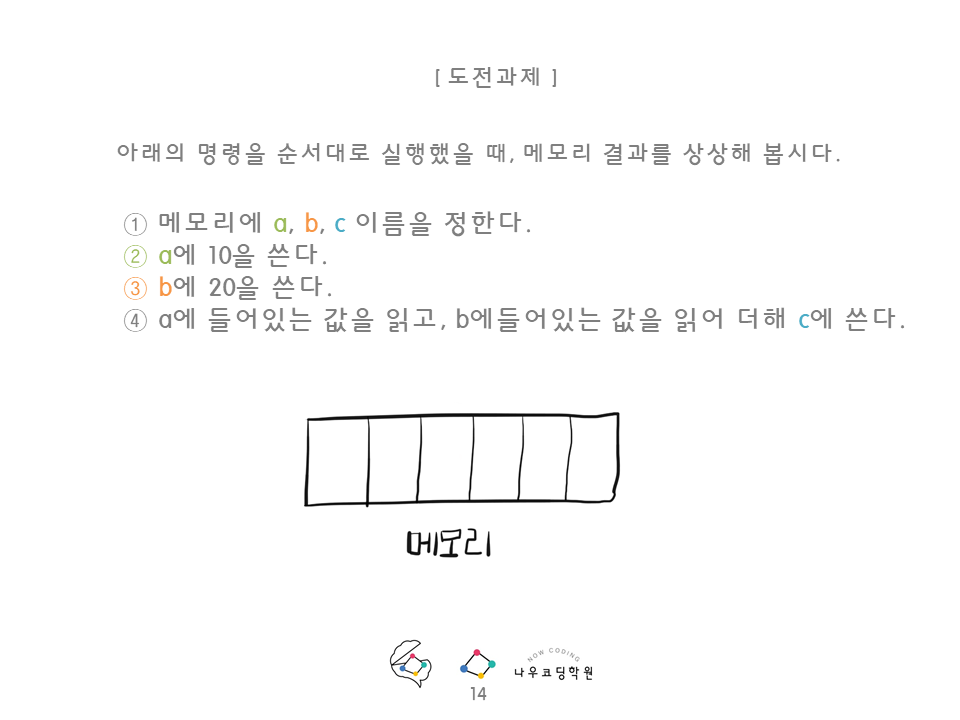 [ 도전과제 ]
아래의 명령을 순서대로 실행했을 때, 메모리 결과를 상상해 봅시다.
① 메모리에 a, b, c 이름을 정한다.
② a에 10을 쓴다.
③ b에 20을 쓴다.
④ a에 들어있는 값을 읽고, b에들어있는 값을 읽어 더해 c에 쓴다.
메모리
NOW CODING
나우코딩학원
14